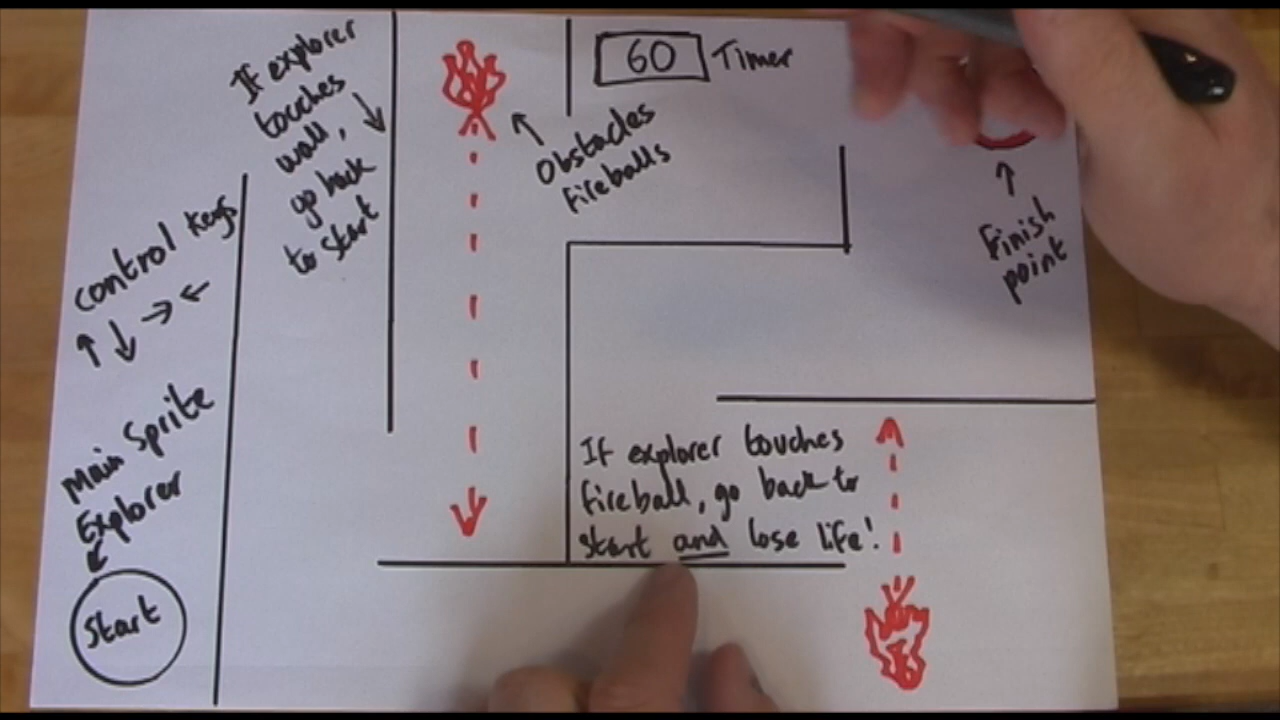 If explorer
touches
wall,
go back
to start
60 Timer
Obstacles
Fireballs
Finish
point
Control keys
Main Sprite
Explorer
Start
If explorer touches
fireball, go back to
start and lose life!